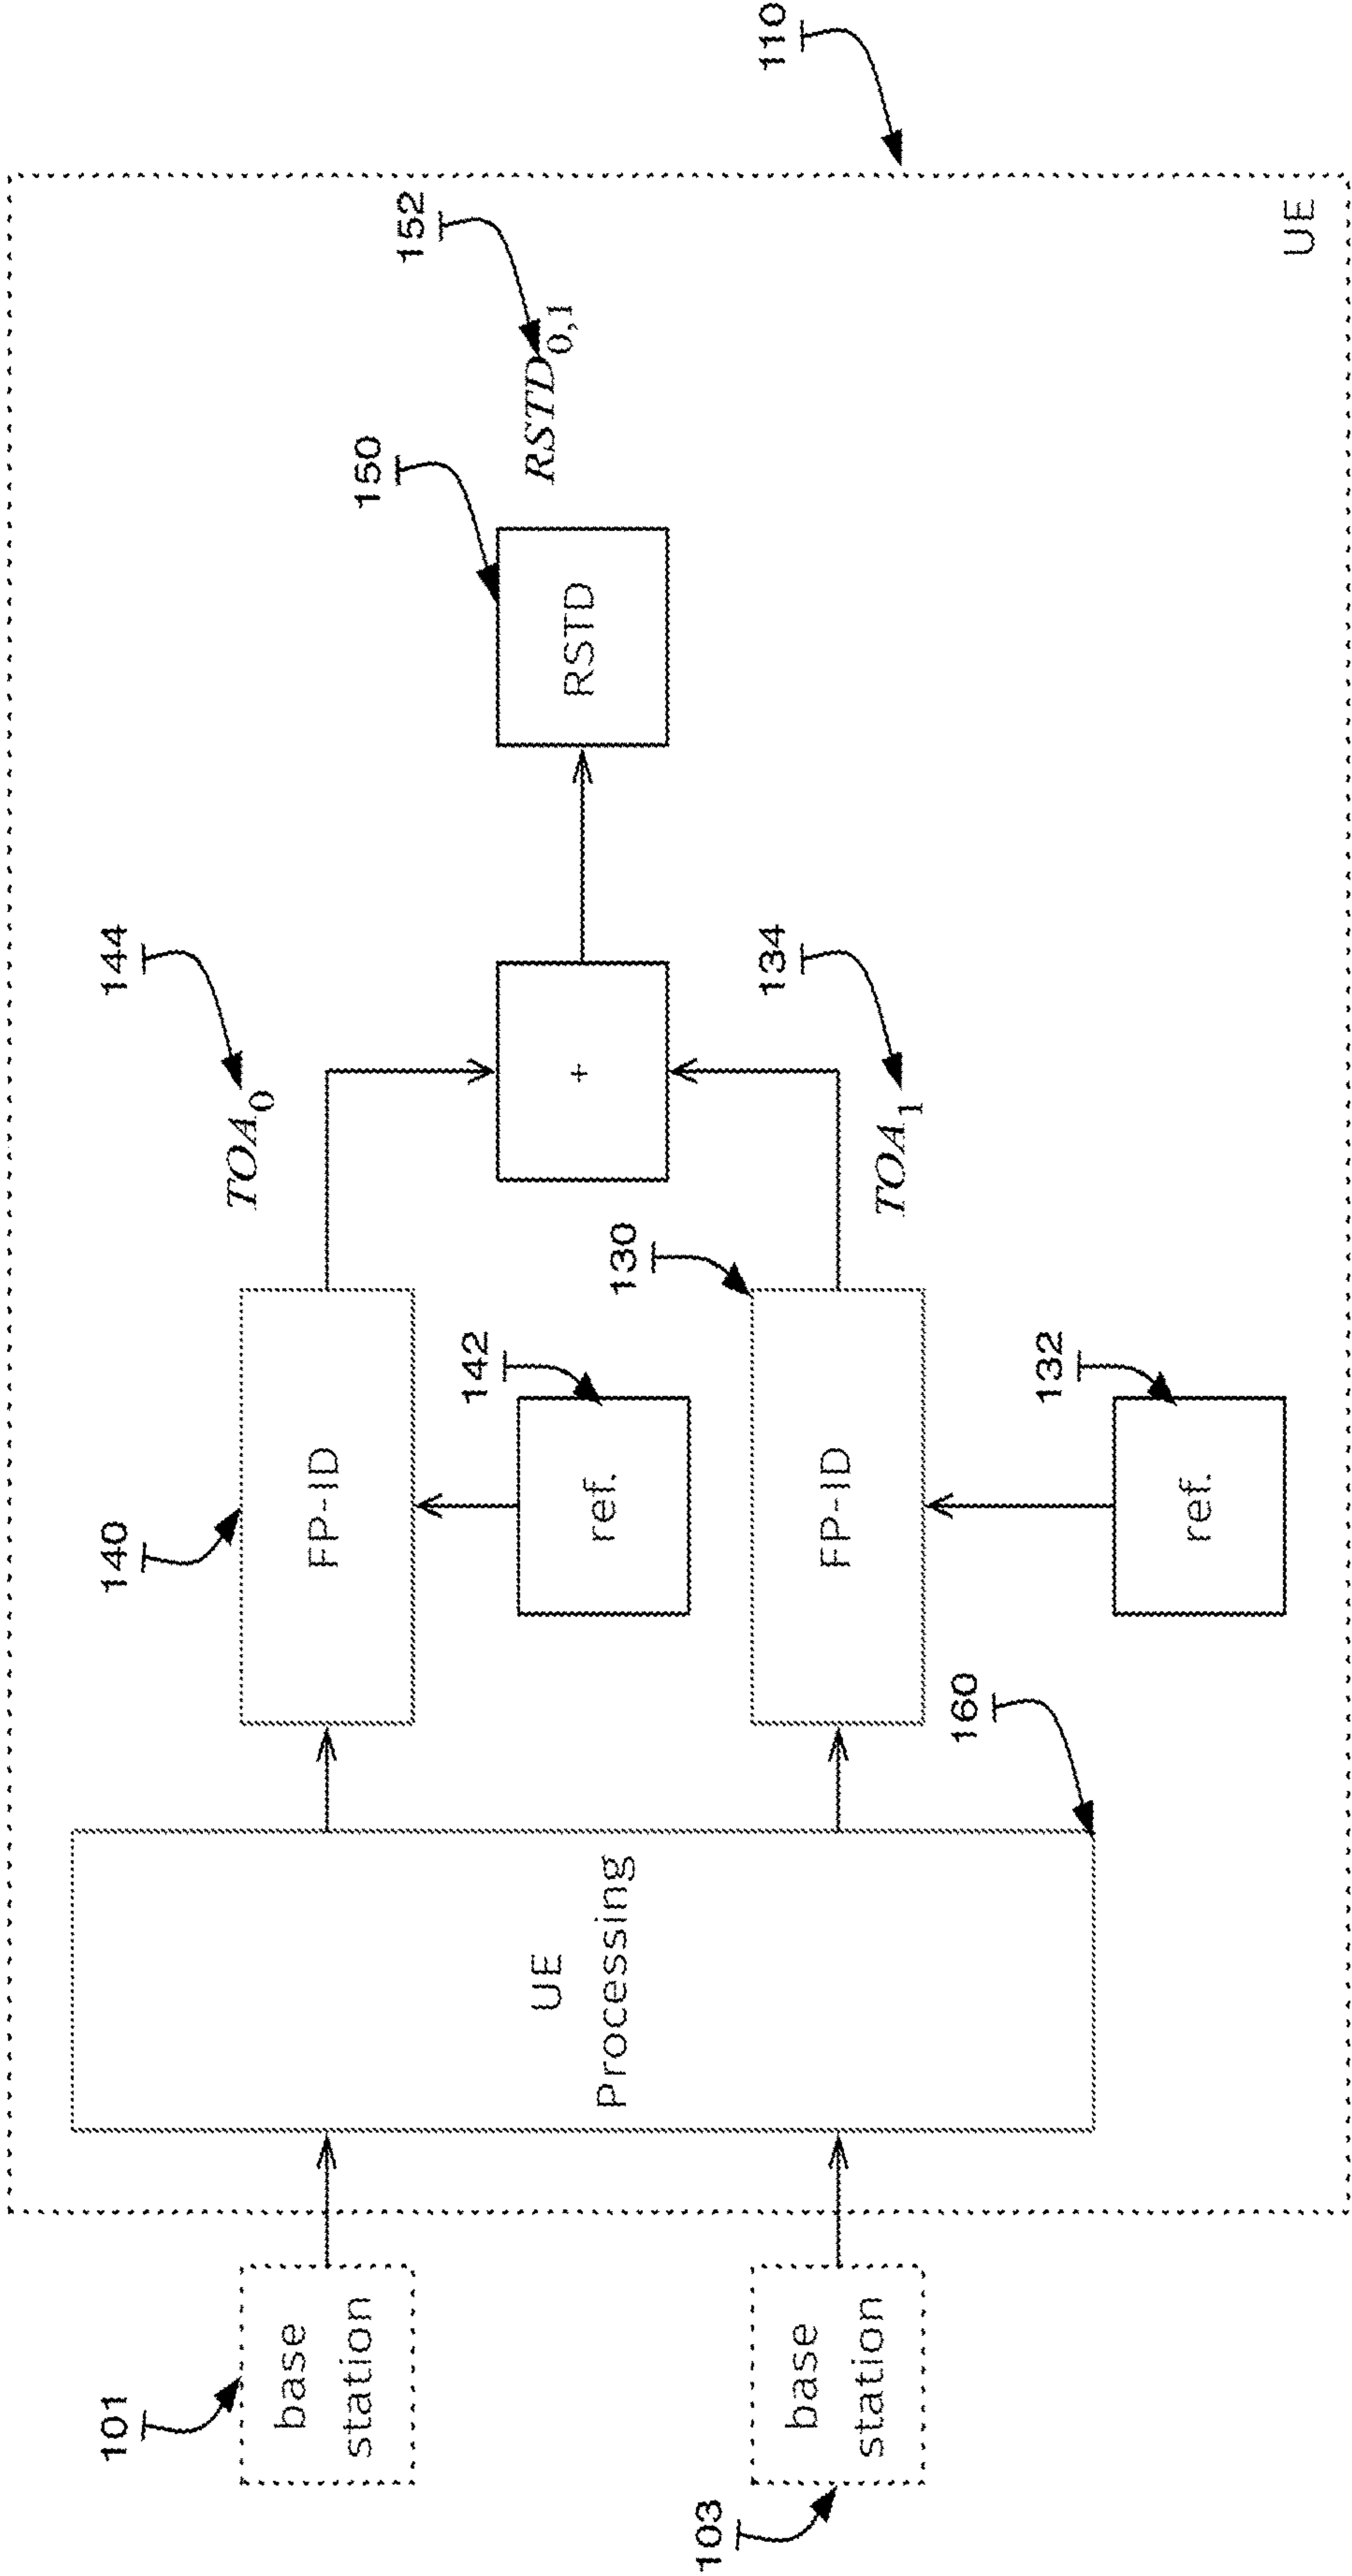 101
base
station
103
base
station
UE
Processing
160
140
FP-ID
142
ref.
130
FP-ID
132
ref.
144
TOA0
134
TOA1
+
150
RSTD
152
RSTD0,1
110
UE